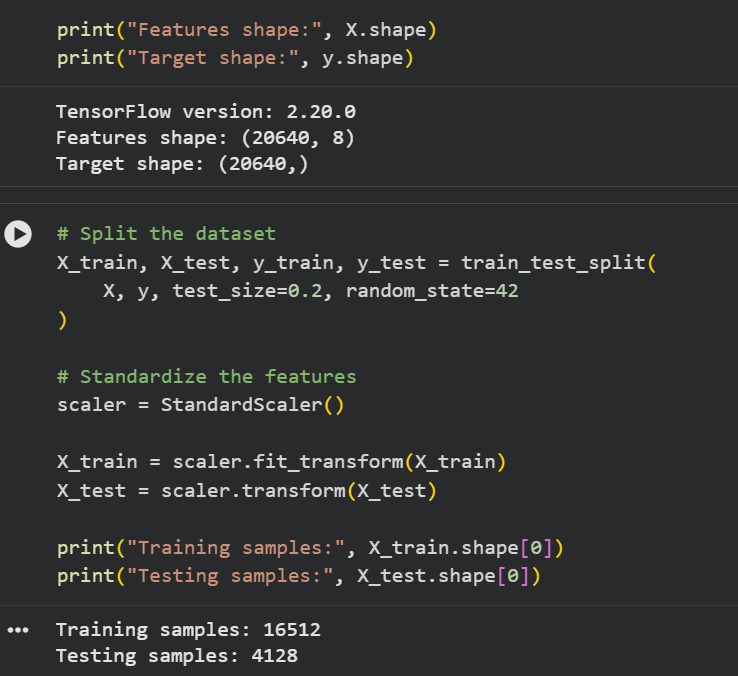 print("Features shape:", X.shape)
print("Target shape:", y.shape)
TensorFlow version: 2.20.0
Features shape: (20640, 8)
Target shape: (20640,)
# Split the dataset
X_train, X_test, y_train, y_test = train_test_split(
    X, y, test_size=0.2, random_state=42
)
# Standardize the features
scaler = StandardScaler()
X_train = scaler.fit_transform(X_train)
X_test = scaler.transform(X_test)
print("Training samples:", X_train.shape[0])
print("Testing samples:", X_test.shape[0])
Training samples: 16512
Testing samples: 4128